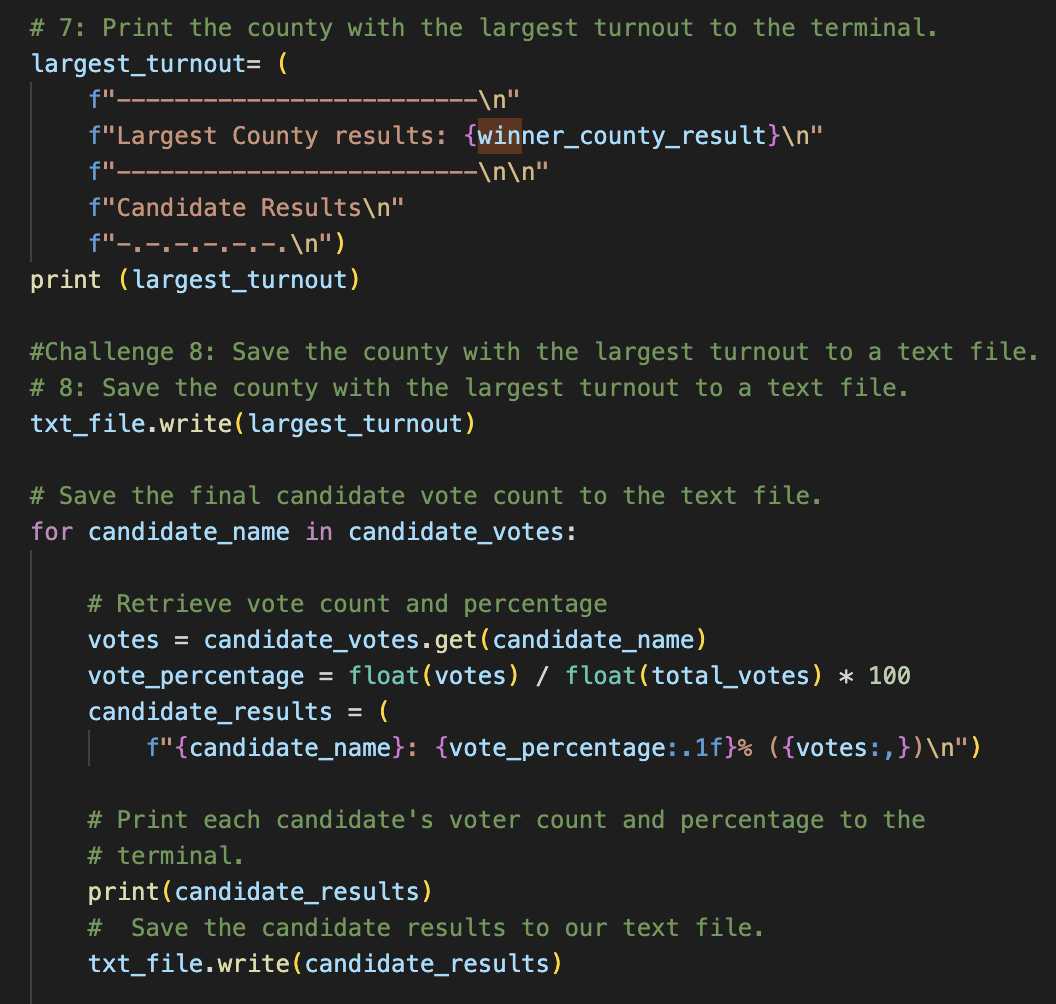 # 7: Print the county with the largest turnout to the terminal.
largest_turnout= (
f"-------------------------\n"
f"Largest County results: {winner_county_result}\n"
f"-------------------------\n\n"
f"Candidate Results\n"
f"-.-.-.-.-.-.\n")
print (largest_turnout)
#Challenge 8: Save the county with the largest turnout to a text file.
# 8: Save the county with the largest turnout to a text file.
txt_file.write(largest_turnout)
# Save the final candidate vote count to the text file.
for candidate_name in candidate_votes:
# Retrieve vote count and percentage
votes = candidate_votes.get(candidate_name)
vote_percentage = float(votes) / float(total_votes) * 100
candidate_results = (
f"{candidate_name}: {vote_percentage:.1f}% ({votes:,})\n")
# Print each candidate's voter count and percentage to the
# terminal.
print(candidate_results)
#  Save the candidate results to our text file.
txt_file.write(candidate_results)